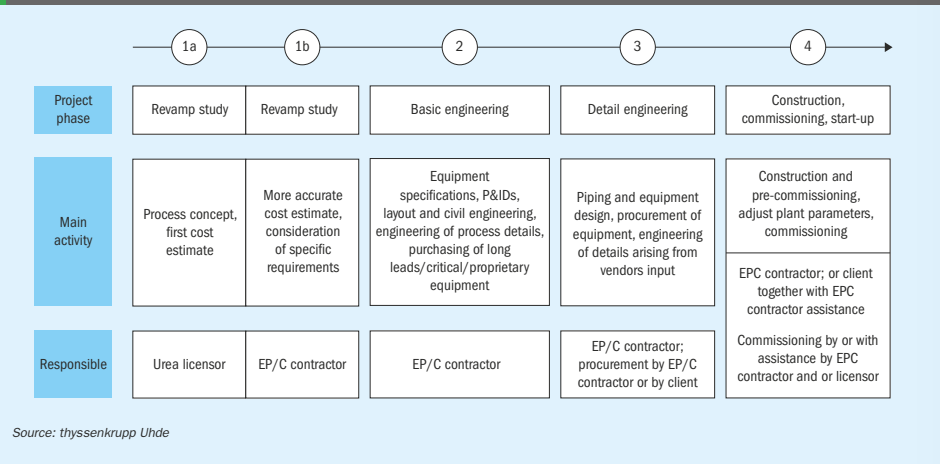 1a
1b
2
3
4
Project
phase
Revamp study
Revamp study
Basic engineering
Detail engineering
Construction,
commissioning, start-up
Main
activity
Process concept,
first cost
estimate
More accurate
cost estimate,
consideration
of specific
requirements
Equipment
specifications, P&IDs,
layout and civil engineering,
engineering of process details,
purchasing of long
leads/critical/proprietary
equipment
Piping and equipment
design, procurement of
equipment, engineering
of details arising from
vendors input
Construction and
pre-commissioning,
adjust plant parameters,
commissioning
Responsible
Urea licensor
EP/C contractor
EP/C contractor
EP/C contractor;
procurement by EP/C
contractor or by client
EPC contractor; or client
together with EPC
contractor assistance
Commissioning by or with
assistance by EPC
contractor and or licensor
Source: thyssenkrupp Uhde